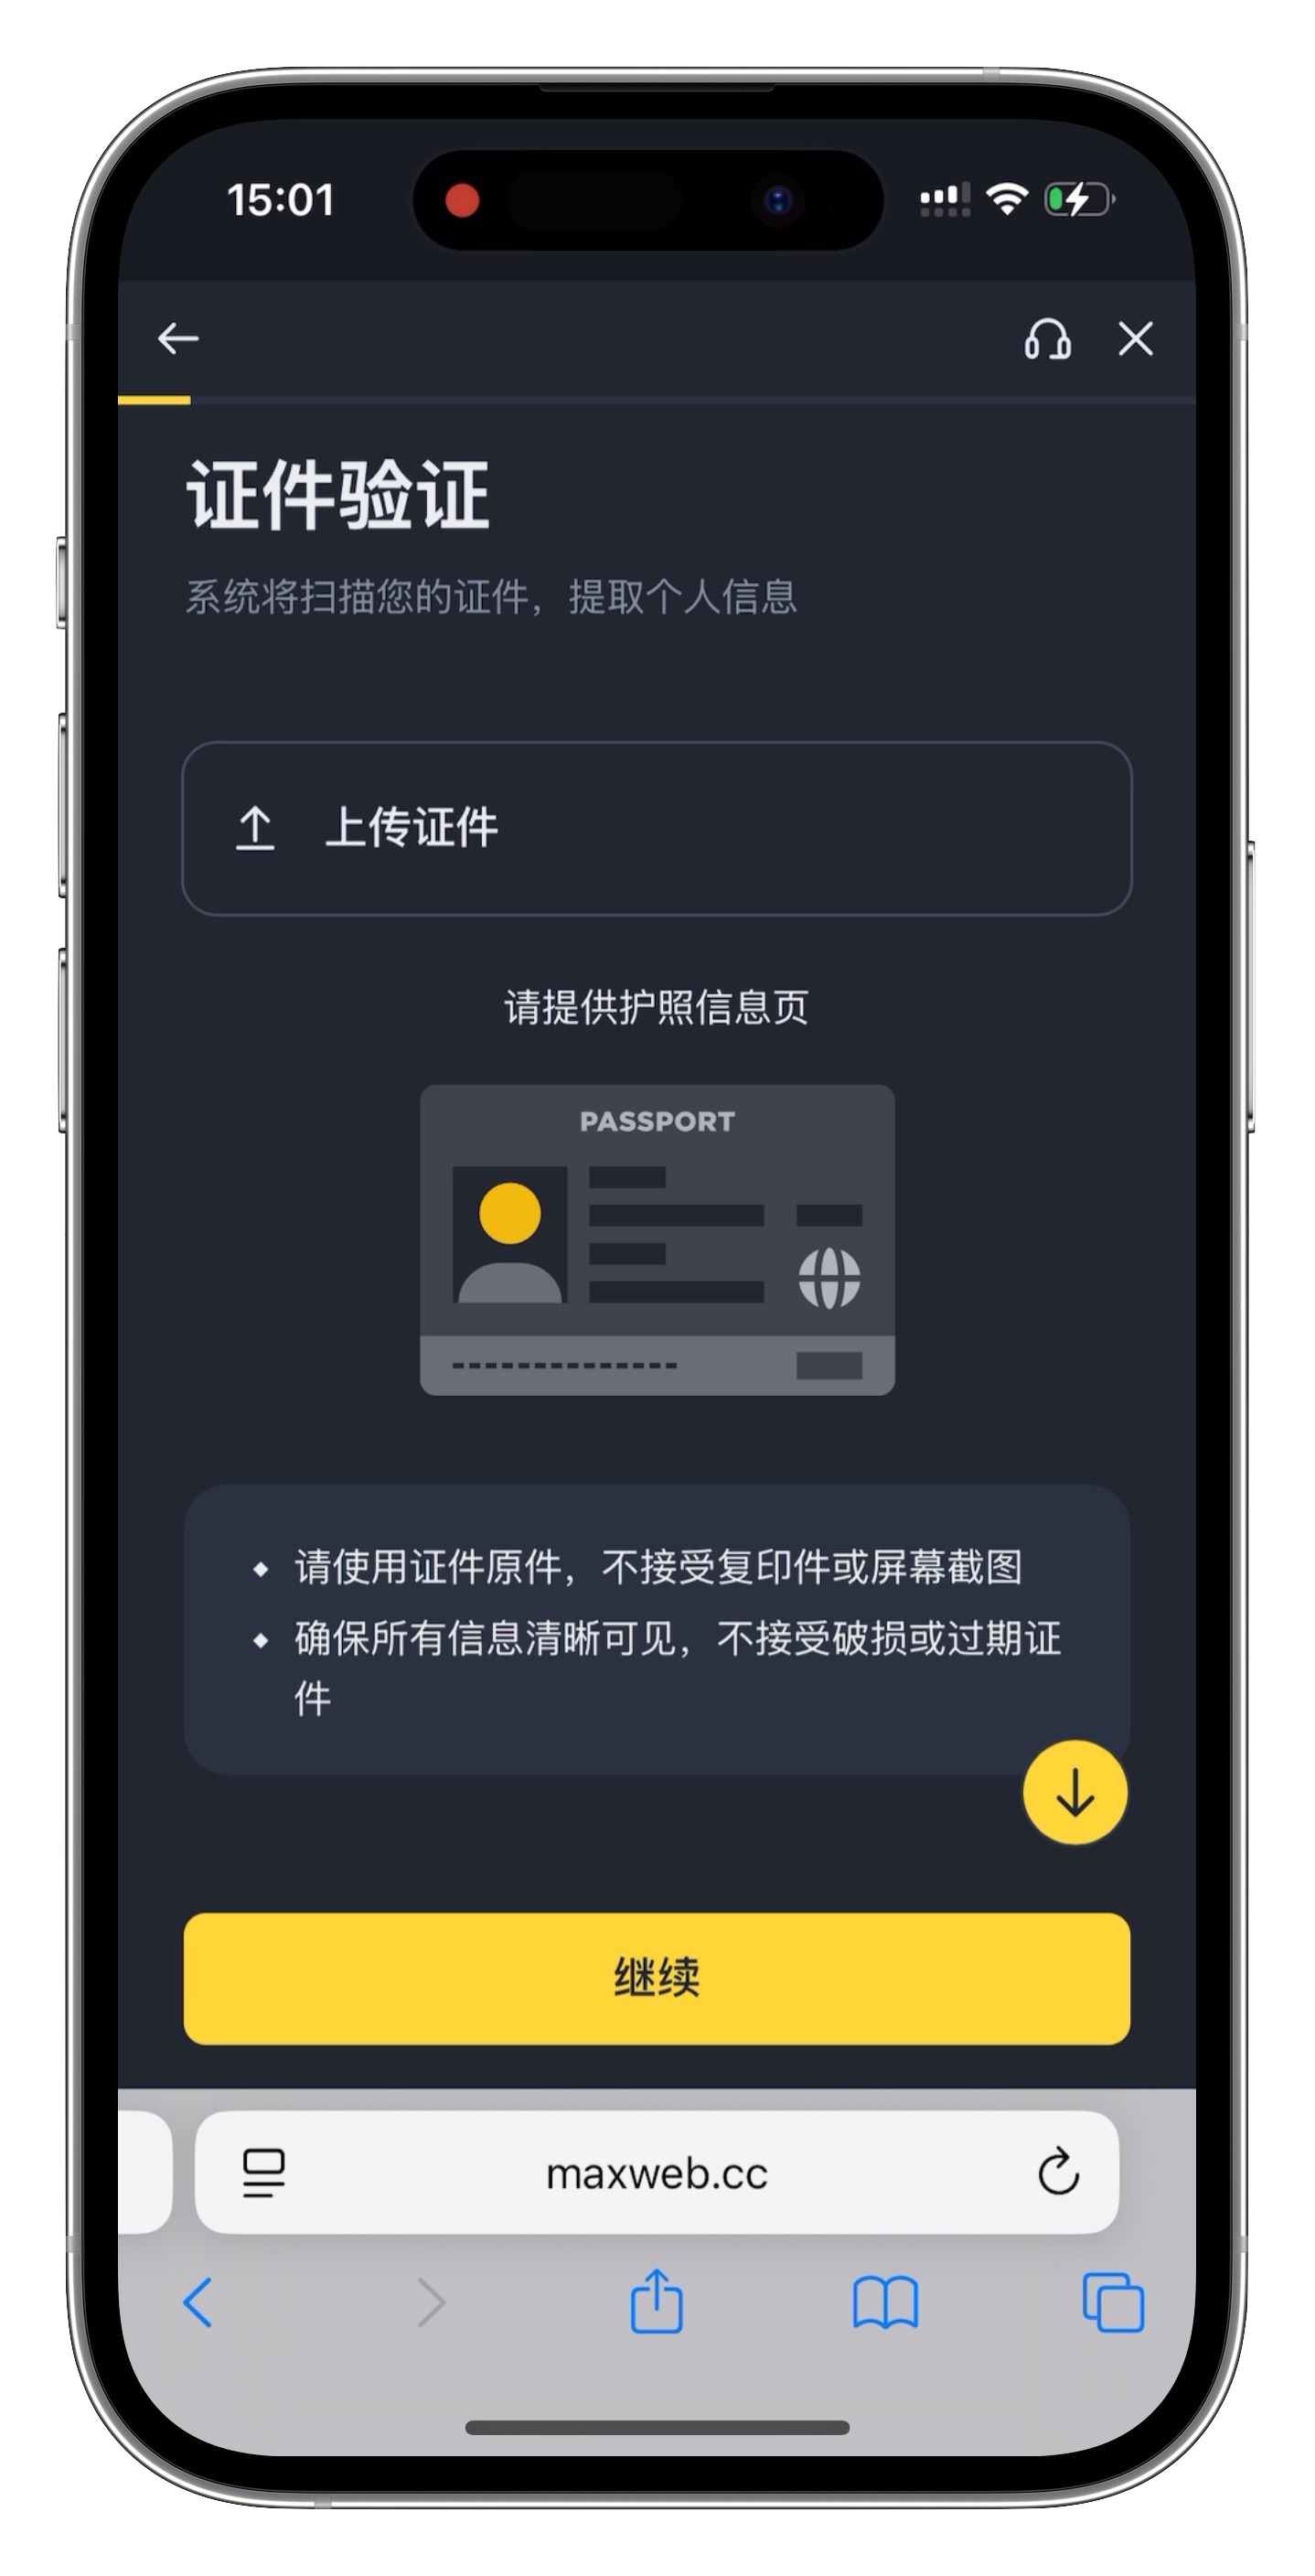 15:01
证件验证
系统将扫描您的证件，提取个人信息
上传证件
请提供护照信息页
PASSPORT
请使用证件原件，不接受复印件或屏幕截图
确保所有信息清晰可见，不接受破损或过期证
件
继续
maxweb.cc